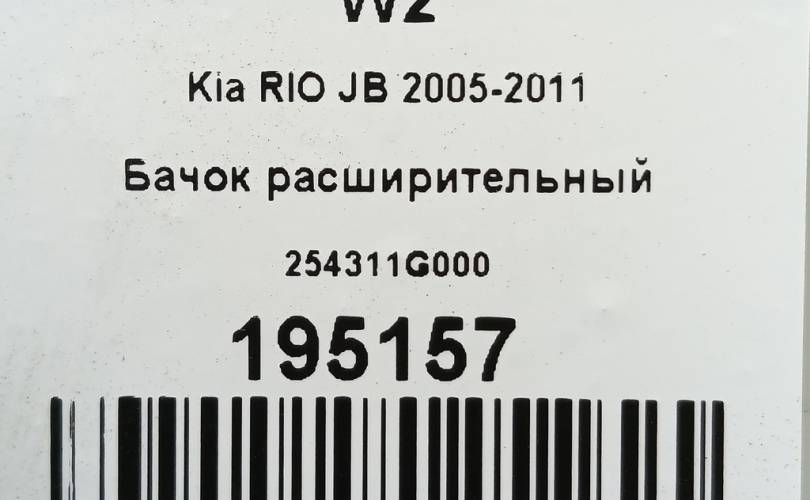 W2
Kia RIO JB 2005-2011
Бачок расширительный
254311G000
195157